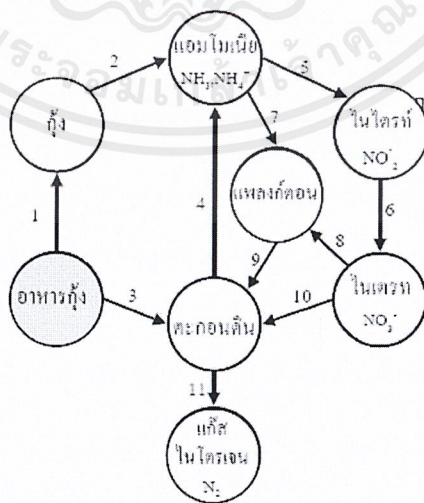 2
แอมโมเนีย
NH₃,NH₄⁺
5
กุ้ง
7
ไนไตรท์
NO₂⁻
แพลงก์ตอน
1
4
6
8
9
อาหารกุ้ง
3
ตะกอนดิน
10
ไนเตรท
NO₃⁻
11
แก๊ส
ไนโตรเจน
N₂